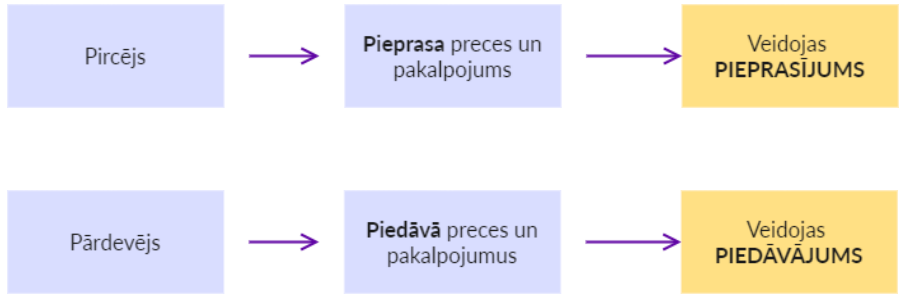 Pircējs
Pieprasa preces un
pakalpojums
Veidojas
PIEPRASĪJUMS
Pārdevējs
Piedāvā preces un
pakalpojumus
Veidojas
PIEDĀVĀJUMS